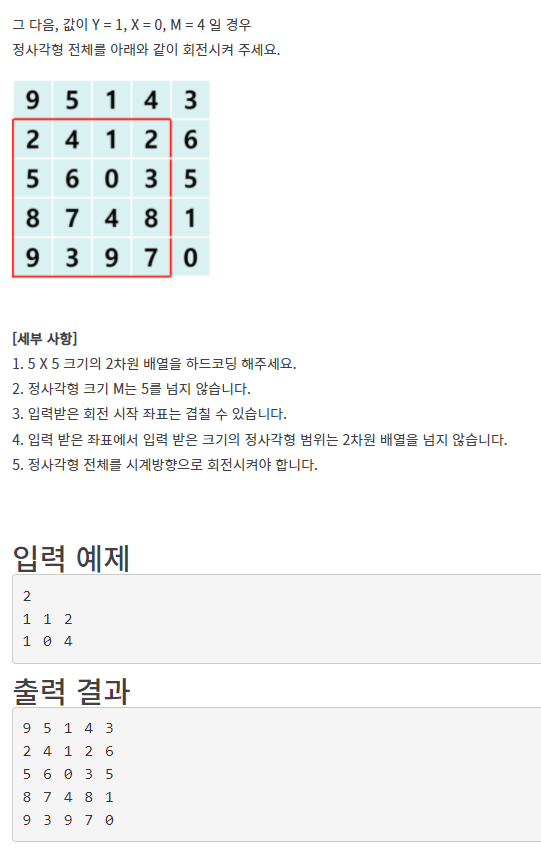 그 다음, 값이 Y = 1, X = 0, M = 4 일 경우
정사각형 전체를 아래와 같이 회전시켜 주세요.
9 5 1 4 3
2 4 1 2 6
5 6 0 3 5
8 7 4 8 1
9 3 9 7 0
[세부 사항]
1. 5 X 5 크기의 2차원 배열을 하드코딩 해주세요.
2. 정사각형 크기 M는 5를 넘지 않습니다.
3. 입력받은 회전 시작 좌표는 겹칠 수 있습니다.
4. 입력 받은 좌표에서 입력 받은 크기의 정사각형 범위는 2차원 배열을 넘지 않습니다.
5. 정사각형 전체를 시계방향으로 회전시켜야 합니다.
입력 예제
2
1 1 2
1 0 4
출력 결과
9 5 1 4 3
2 4 1 2 6
5 6 0 3 5
8 7 4 8 1
9 3 9 7 0